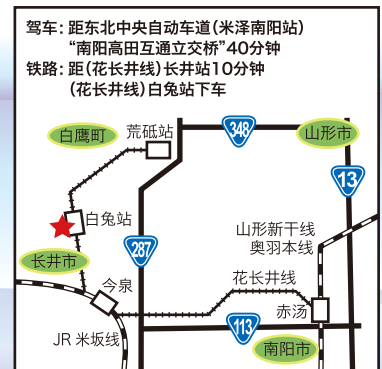 驾车：距东北中央自动车道（米泽南阳站）
“南阳高田互通立交桥”40分钟
铁路：距（花长井线）长井站10分钟
（花长井线）白兔站下车
白鹰町
荒砥站
348
山形市
13
白兔站
287
山形新干线
奥羽本线
长井市
今泉
花长井线
赤汤
JR 米坂线
113
南阳市